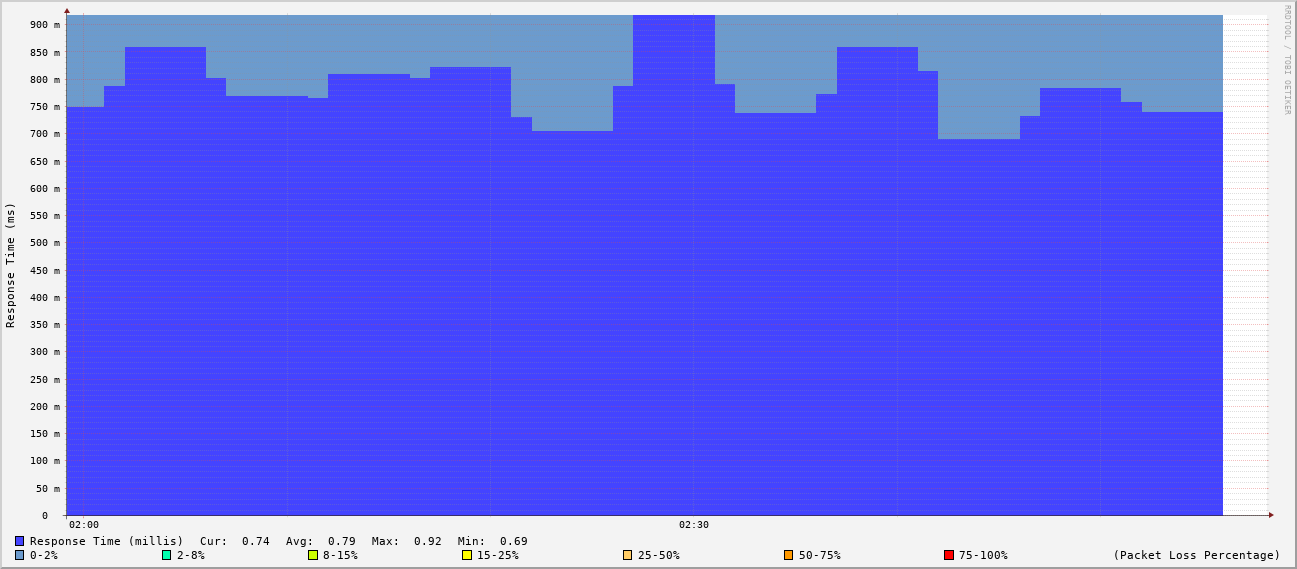 RRDTOOL / TOBI OETIKER
Response Time (ms)
900 m
850 m
800 m
750 m
700 m
650 m
600 m
550 m
500 m
450 m
400 m
350 m
300 m
250 m
200 m
150 m
100 m
50 m
0
02:00 02:30
Response Time (millis) Cur: 0.74 Avg: 0.79 Max: 0.92 Min: 0.69
0-2% 2-8% 8-15% 15-25% 25-50% 50-75% 75-100% (Packet Loss Percentage)